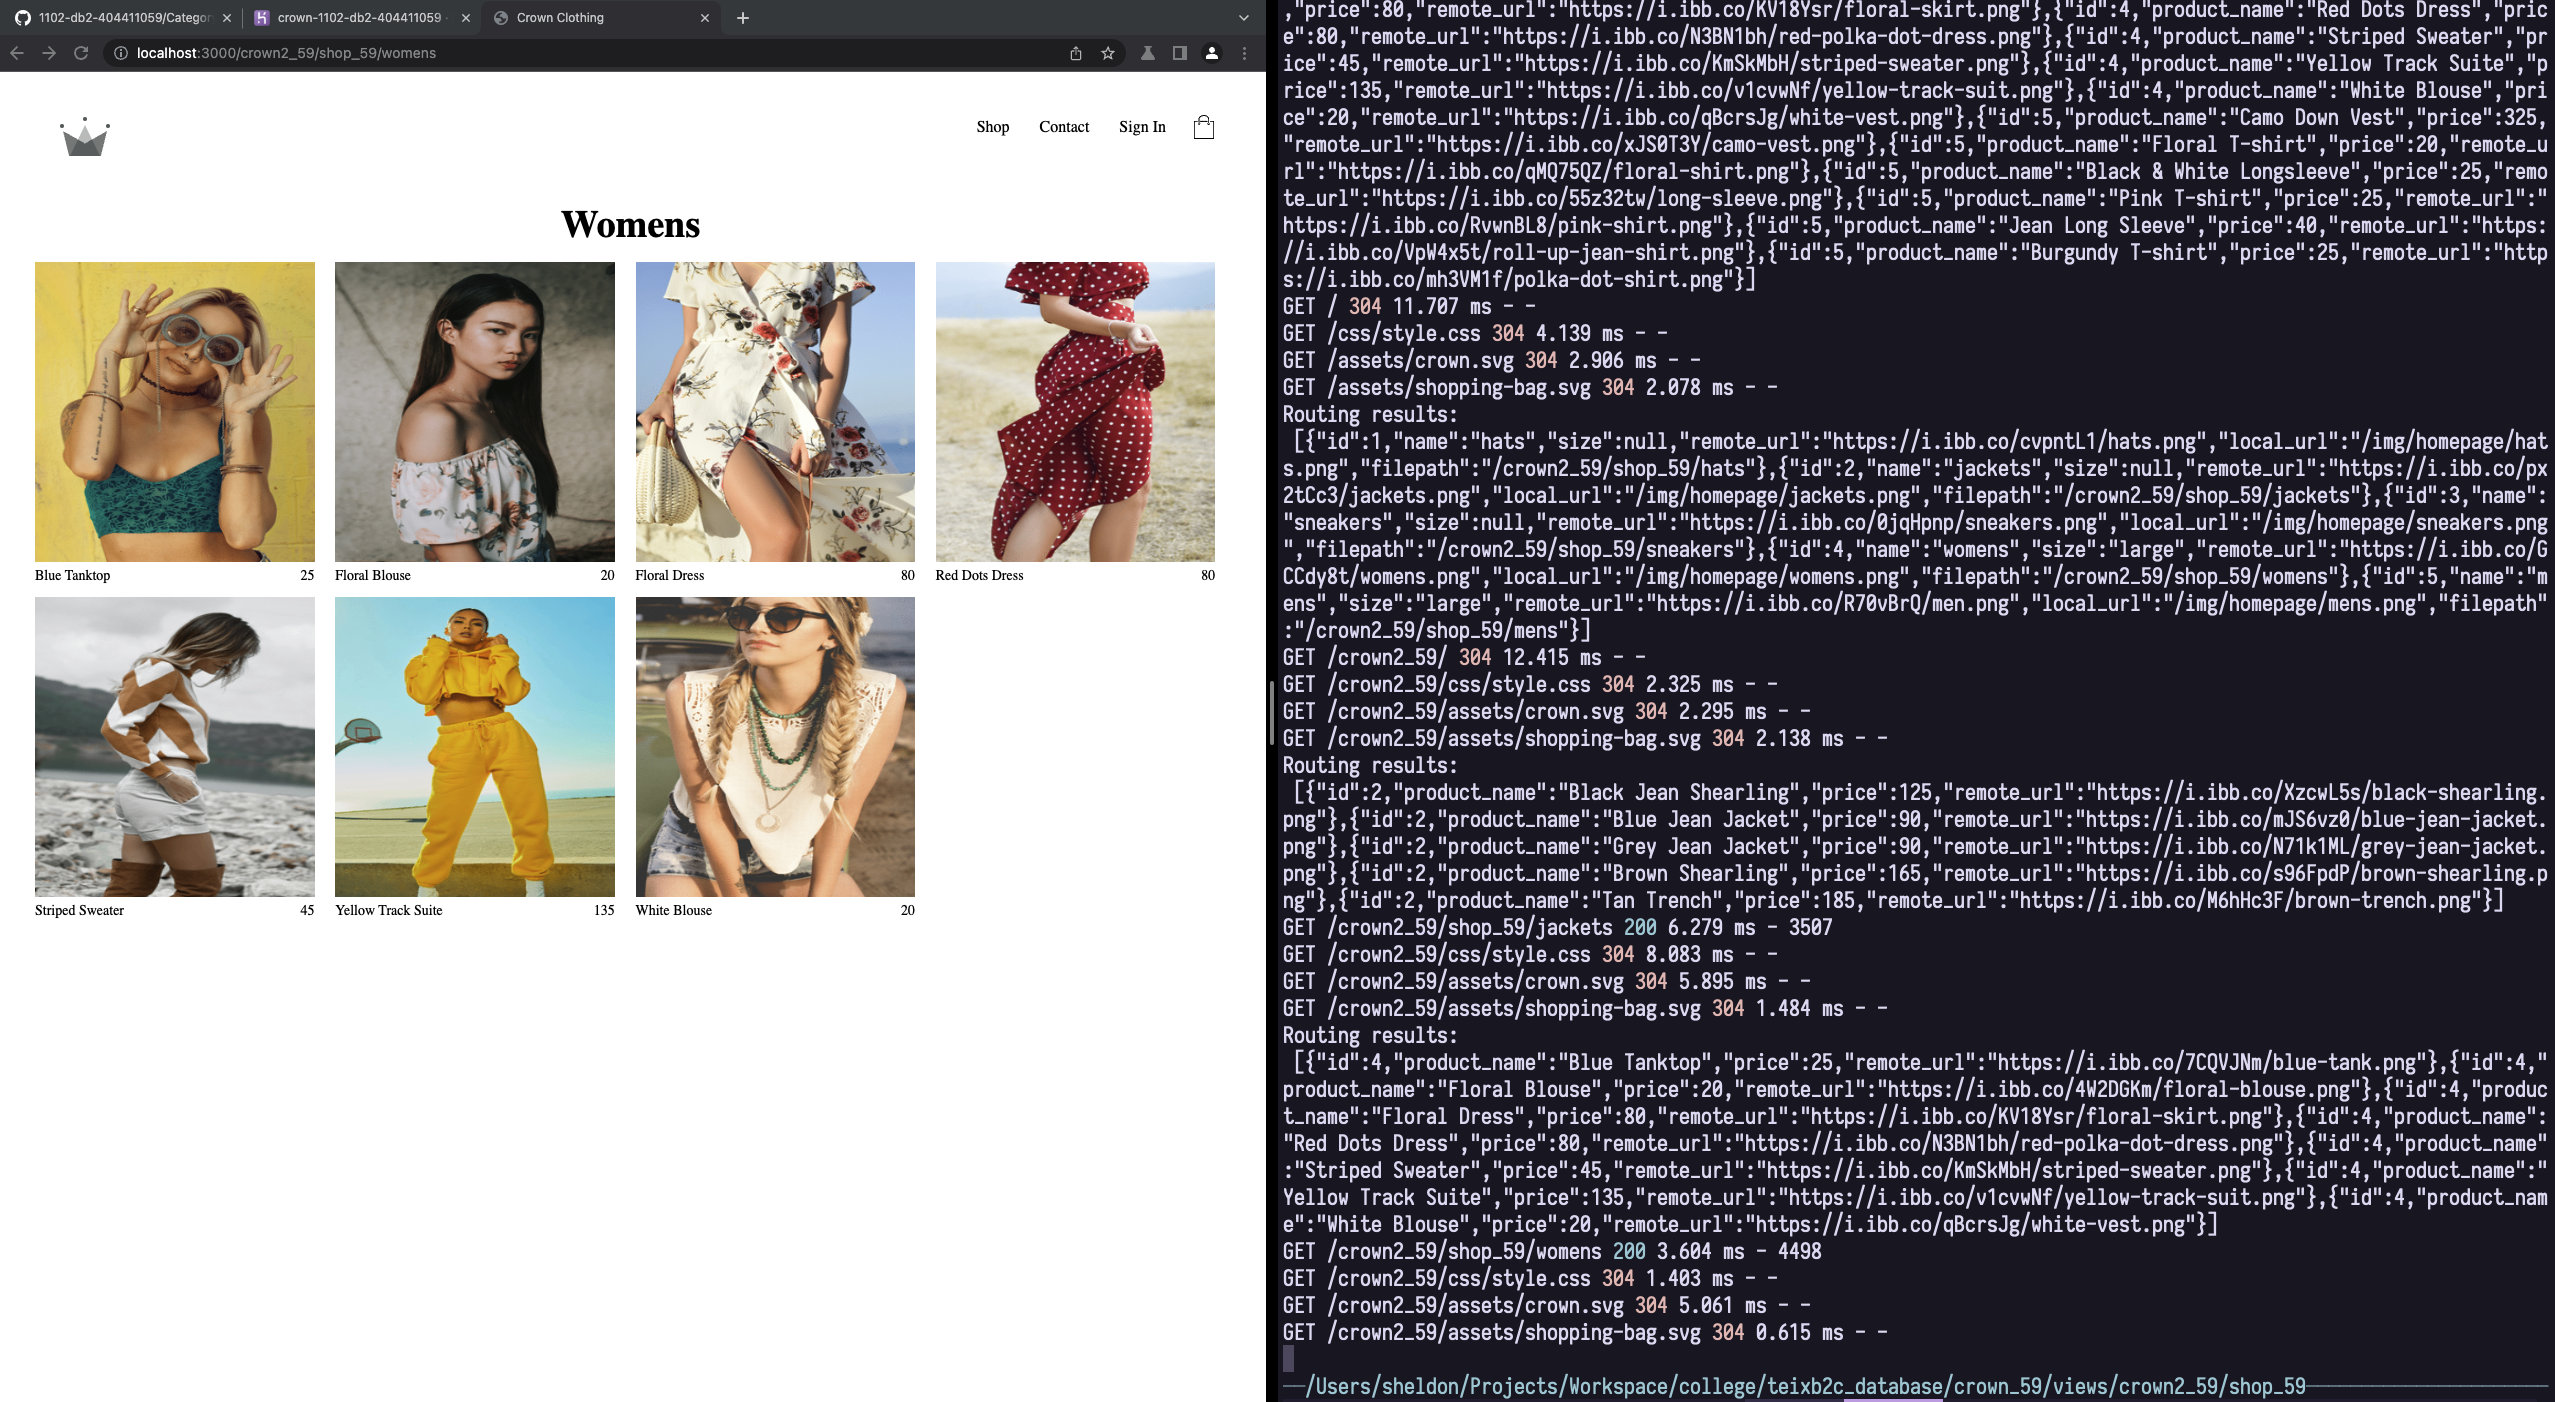 1102-db2-404411059/Categor
crown-1102-db2-404411059
Crown Clothing
localhost:3000/crown2_59/shop_59/womens
Shop
Contact
Sign In
Womens
Blue Tanktop
25
Floral Blouse
20
Floral Dress
80
Red Dots Dress
80
Striped Sweater
45
Yellow Track Suite
135
White Blouse
20
,"price":80,"remote_url":"https://i.ibb.co/KV18Ysr/floral-skirt.png"},{"id":4,"product_name":"Red Dots Dress","pric
e":80,"remote_url":"https://i.ibb.co/N3BN1bh/red-polka-dot-dress.png"},{"id":4,"product_name":"Striped Sweater","pr
ice":45,"remote_url":"https://i.ibb.co/KmSkMbH/striped-sweater.png"},{"id":4,"product_name":"Yellow Track Suite","p
rice":135,"remote_url":"https://i.ibb.co/v1cvwNf/yellow-track-suit.png"},{"id":4,"product_name":"White Blouse","pri
ce":20,"remote_url":"https://i.ibb.co/qBcrsJg/white-vest.png"},{"id":5,"product_name":"Camo Down Vest","price":325,
"remote_url":"https://i.ibb.co/xJS0T3Y/camo-vest.png"},{"id":5,"product_name":"Floral T-shirt","price":20,"remote_u
rl":"https://i.ibb.co/qMQ75QZ/floral-shirt.png"},{"id":5,"product_name":"Black & White Longsleeve","price":25,"remo
te_url":"https://i.ibb.co/55z32tw/long-sleeve.png"},{"id":5,"product_name":"Pink T-shirt","price":25,"remote_url":"
https://i.ibb.co/RvwnBL8/pink-shirt.png"},{"id":5,"product_name":"Jean Long Sleeve","price":40,"remote_url":"https:
//i.ibb.co/VpW4x5t/roll-up-jean-shirt.png"},{"id":5,"product_name":"Burgundy T-shirt","price":25,"remote_url":"http
s://i.ibb.co/mh3VM1f/polka-dot-shirt.png"}]
GET / 304 11.707 ms - -
GET /css/style.css 304 4.139 ms - -
GET /assets/crown.svg 304 2.906 ms - -
GET /assets/shopping-bag.svg 304 2.078 ms - -
Routing results:
[{"id":1,"name":"hats","size":null,"remote_url":"https://i.ibb.co/cvpntL1/hats.png","local_url":"/img/homepage/hat
s.png","filepath":"/crown2_59/shop_59/hats"},{"id":2,"name":"jackets","size":null,"remote_url":"https://i.ibb.co/px
2tCc3/jackets.png","local_url":"/img/homepage/jackets.png","filepath":"/crown2_59/shop_59/jackets"},{"id":3,"name":
"sneakers","size":null,"remote_url":"https://i.ibb.co/0jqHpnp/sneakers.png","local_url":"/img/homepage/sneakers.png
","filepath":"/crown2_59/shop_59/sneakers"},{"id":4,"name":"womens","size":"large","remote_url":"https://i.ibb.co/G
CCdy8t/womens.png","local_url":"/img/homepage/womens.png","filepath":"/crown2_59/shop_59/womens"},{"id":5,"name":"m
ens","size":"large","remote_url":"https://i.ibb.co/R70vBrQ/men.png","local_url":"/img/homepage/mens.png","filepath"
:"/crown2_59/shop_59/mens"}]
GET /crown2_59/ 304 12.415 ms - -
GET /crown2_59/css/style.css 304 2.325 ms - -
GET /crown2_59/assets/crown.svg 304 2.295 ms - -
GET /crown2_59/assets/shopping-bag.svg 304 2.138 ms - -
Routing results:
[{"id":2,"product_name":"Black Jean Shearling","price":125,"remote_url":"https://i.ibb.co/XzcwL5s/black-shearling.
png"},{"id":2,"product_name":"Blue Jean Jacket","price":90,"remote_url":"https://i.ibb.co/mJS6vz0/blue-jean-jacket.
png"},{"id":2,"product_name":"Grey Jean Jacket","price":90,"remote_url":"https://i.ibb.co/N71k1ML/grey-jean-jacket.
png"},{"id":2,"product_name":"Brown Shearling","price":165,"remote_url":"https://i.ibb.co/s96FpdP/brown-shearling.p
ng"},{"id":2,"product_name":"Tan Trench","price":185,"remote_url":"https://i.ibb.co/M6hHc3F/brown-trench.png"}]
GET /crown2_59/shop_59/jackets 200 6.279 ms - 3507
GET /crown2_59/css/style.css 304 8.083 ms - -
GET /crown2_59/assets/crown.svg 304 5.895 ms - -
GET /crown2_59/assets/shopping-bag.svg 304 1.484 ms - -
Routing results:
[{"id":4,"product_name":"Blue Tanktop","price":25,"remote_url":"https://i.ibb.co/7CQVJNm/blue-tank.png"},{"id":4,"
product_name":"Floral Blouse","price":20,"remote_url":"https://i.ibb.co/4W2DGKm/floral-blouse.png"},{"id":4,"produc
t_name":"Floral Dress","price":80,"remote_url":"https://i.ibb.co/KV18Ysr/floral-skirt.png"},{"id":4,"product_name":
"Red Dots Dress","price":80,"remote_url":"https://i.ibb.co/N3BN1bh/red-polka-dot-dress.png"},{"id":4,"product_name"
:"Striped Sweater","price":45,"remote_url":"https://i.ibb.co/KmSkMbH/striped-sweater.png"},{"id":4,"product_name":"
Yellow Track Suite","price":135,"remote_url":"https://i.ibb.co/v1cvwNf/yellow-track-suit.png"},{"id":4,"product_nam
e":"White Blouse","price":20,"remote_url":"https://i.ibb.co/qBcrsJg/white-vest.png"}]
GET /crown2_59/shop_59/womens 200 3.604 ms - 4498
GET /crown2_59/css/style.css 304 1.403 ms - -
GET /crown2_59/assets/crown.svg 304 5.061 ms - -
GET /crown2_59/assets/shopping-bag.svg 304 0.615 ms - -
/Users/sheldon/Projects/Workspace/college/teixb2c_database/crown_59/views/crown2_59/shop_59